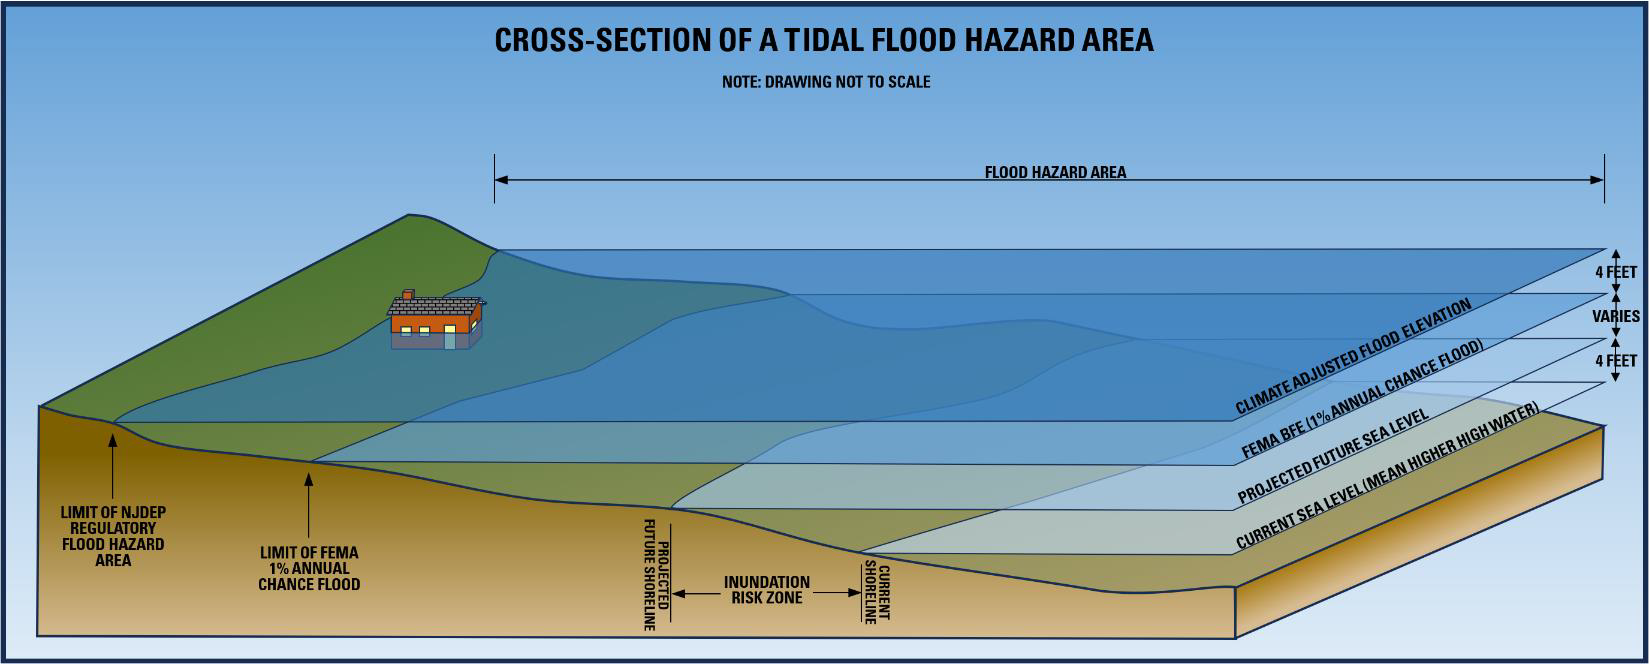 CROSS-SECTION OF A TIDAL FLOOD HAZARD AREA
NOTE: DRAWING NOT TO SCALE
FLOOD HAZARD AREA
4 FEET
VARIES
4 FEET
CLIMATE ADJUSTED FLOOD ELEVATION
FEMA BFE (1% ANNUAL CHANCE FLOOD)
PROJECTED FUTURE SEA LEVEL
CURRENT SEA LEVEL (MEAN HIGHER HIGH WATER)
LIMIT OF NJDEP
REGULATORY
FLOOD HAZARD
AREA
LIMIT OF FEMA
1% ANNUAL
CHANCE FLOOD
PROJECTED
FUTURE SHORELINE
INUNDATION
RISK ZONE
CURRENT
SHORELINE